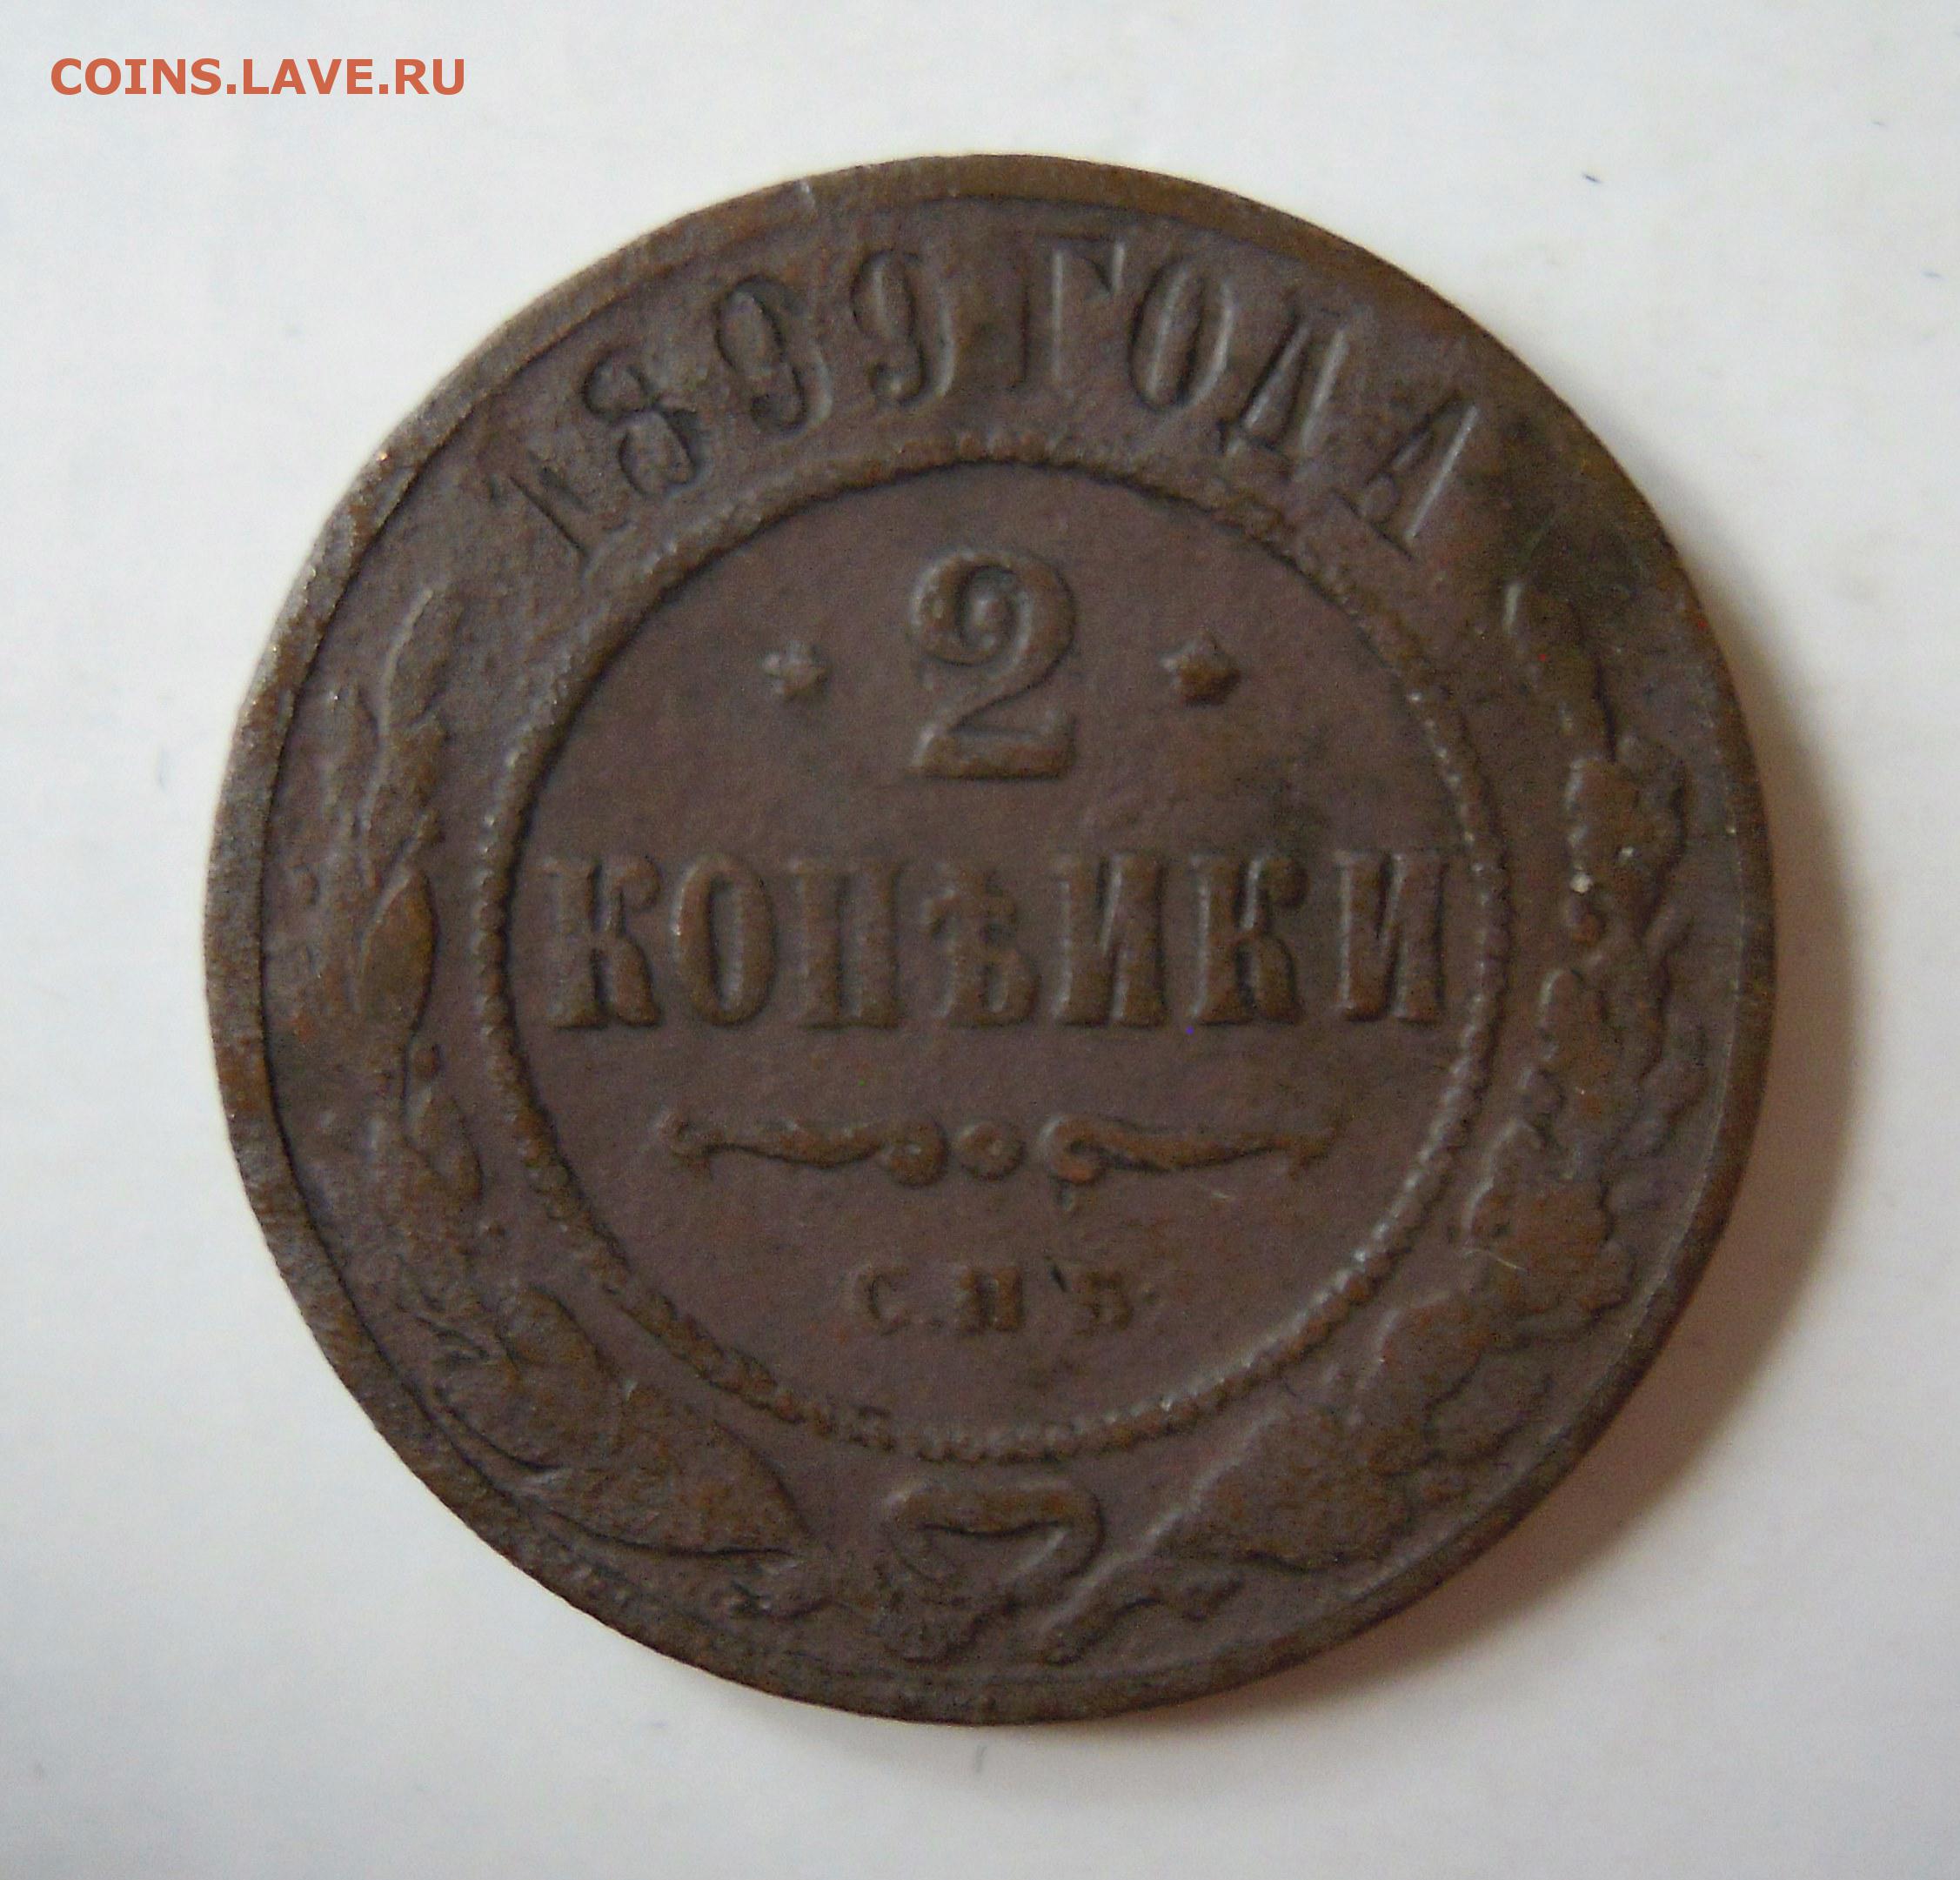 COINS.LAVE.RU
1899 ГОДА
2
КОПѢЙКИ
С.П.Б.